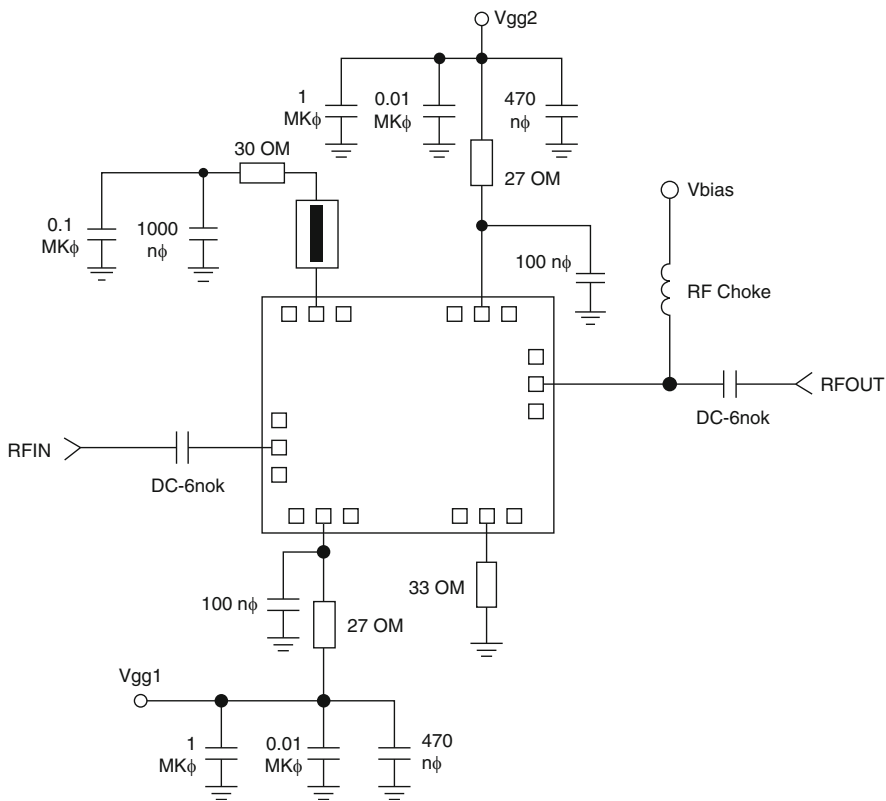 Vgg2
1
MKϕ
0.01
MKϕ
470
nϕ
30 OM
27 OM
Vbias
0.1
MKϕ
1000
nϕ
100 nϕ
RF Choke
RFOUT
DC-6nok
RFIN
DC-6nok
33 OM
100 nϕ
27 OM
Vgg1
1
MKϕ
0.01
MKϕ
470
nϕ